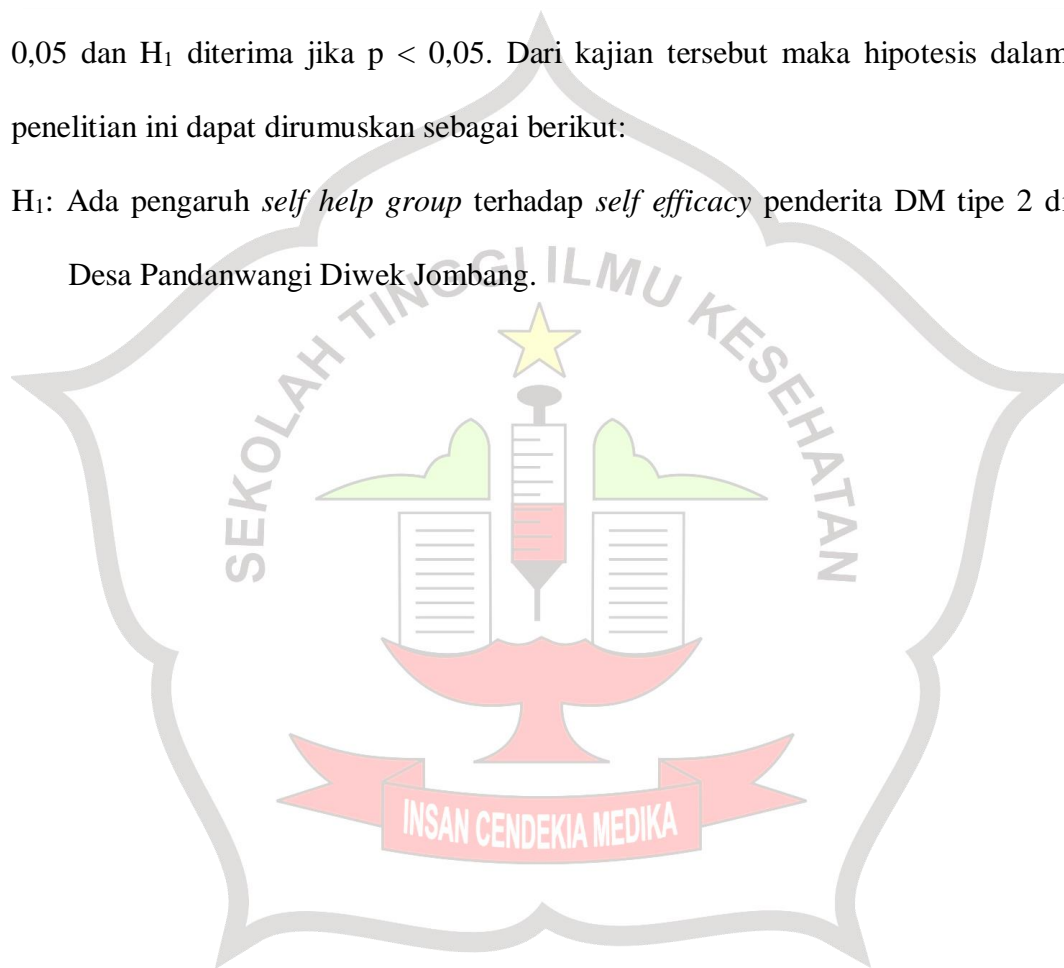 0,05 dan H₁ diterima jika p < 0,05. Dari kajian tersebut maka hipotesis dalam
penelitian ini dapat dirumuskan sebagai berikut:
H₁: Ada pengaruh self help group terhadap self efficacy penderita DM tipe 2 di
Desa Pandanwangi Diwek Jombang.
SEKOLAH TINGGI ILMU KESEHATAN
INSAN CENDEKIA MEDIKA